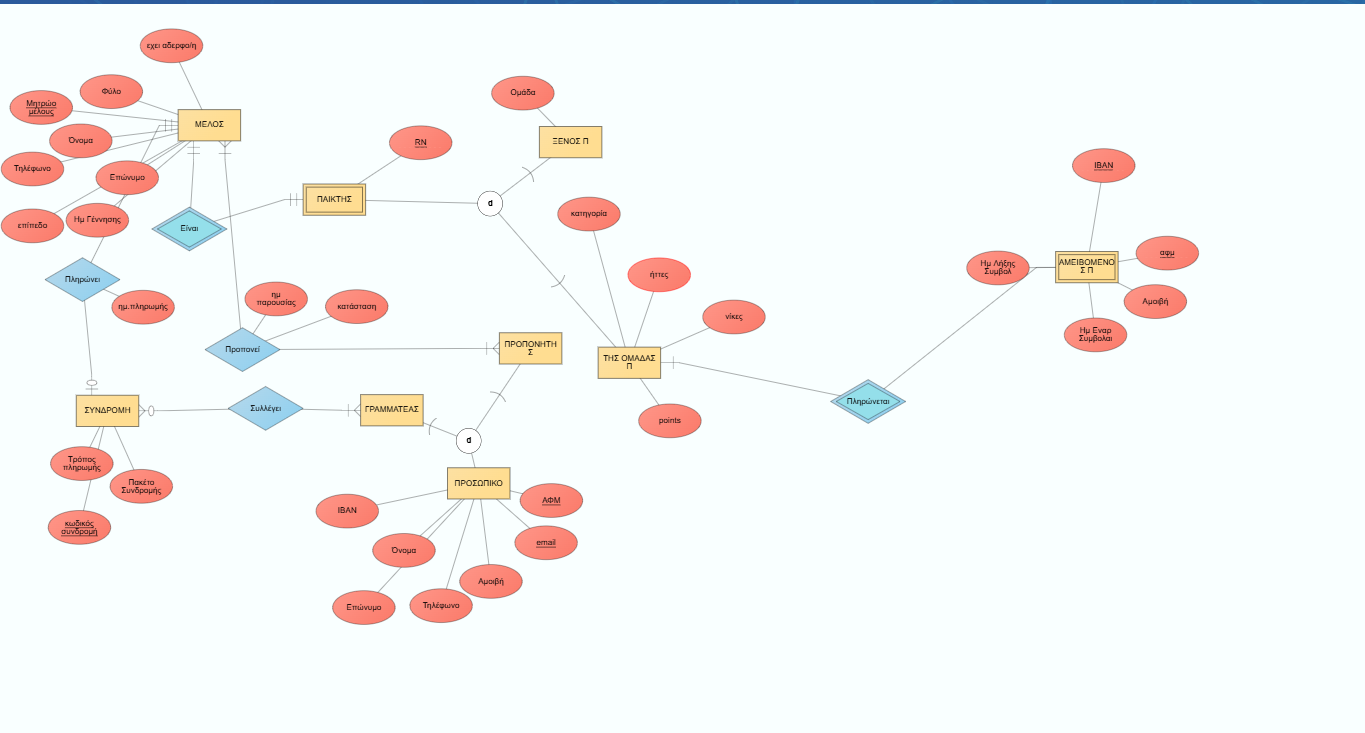 εχει αδερφο/η
Φύλο
Μητρώο
μέλους
Όνομα
Τηλέφωνο
Επώνυμο
επίπεδο
Ημ Γέννησης
ΜΕΛΟΣ
Είναι
ΠΑΙΚΤΗΣ
RN
d
Ομάδα
ΞΕΝΟΣ Π
κατηγορία
ήττες
νίκες
ΤΗΣ ΟΜΑΔΑΣ
Π
points
Πληρώνεται
IBAN
Ημ Λήξης
Συμβολ
ΑΜΕΙΒΟΜΕΝΟ
Σ Π
αφμ
Αμοιβή
Ημ Εναρ
Συμβολαι
Πληρώνει
ημ.πληρωμής
ημ
παρουσίας
κατάσταση
Προπονεί
ΠΡΟΠΟΝΗΤΗ
Σ
ΣΥΝΔΡΟΜΗ
Συλλέγει
ΓΡΑΜΜΑΤΕΑΣ
d
Τρόπος
πληρωμής
Πακέτο
Συνδρομής
κωδικός
συνδρομή
ΠΡΟΣΩΠΙΚΟ
IBAN
ΑΦΜ
email
Όνομα
Αμοιβή
Επώνυμο
Τηλέφωνο